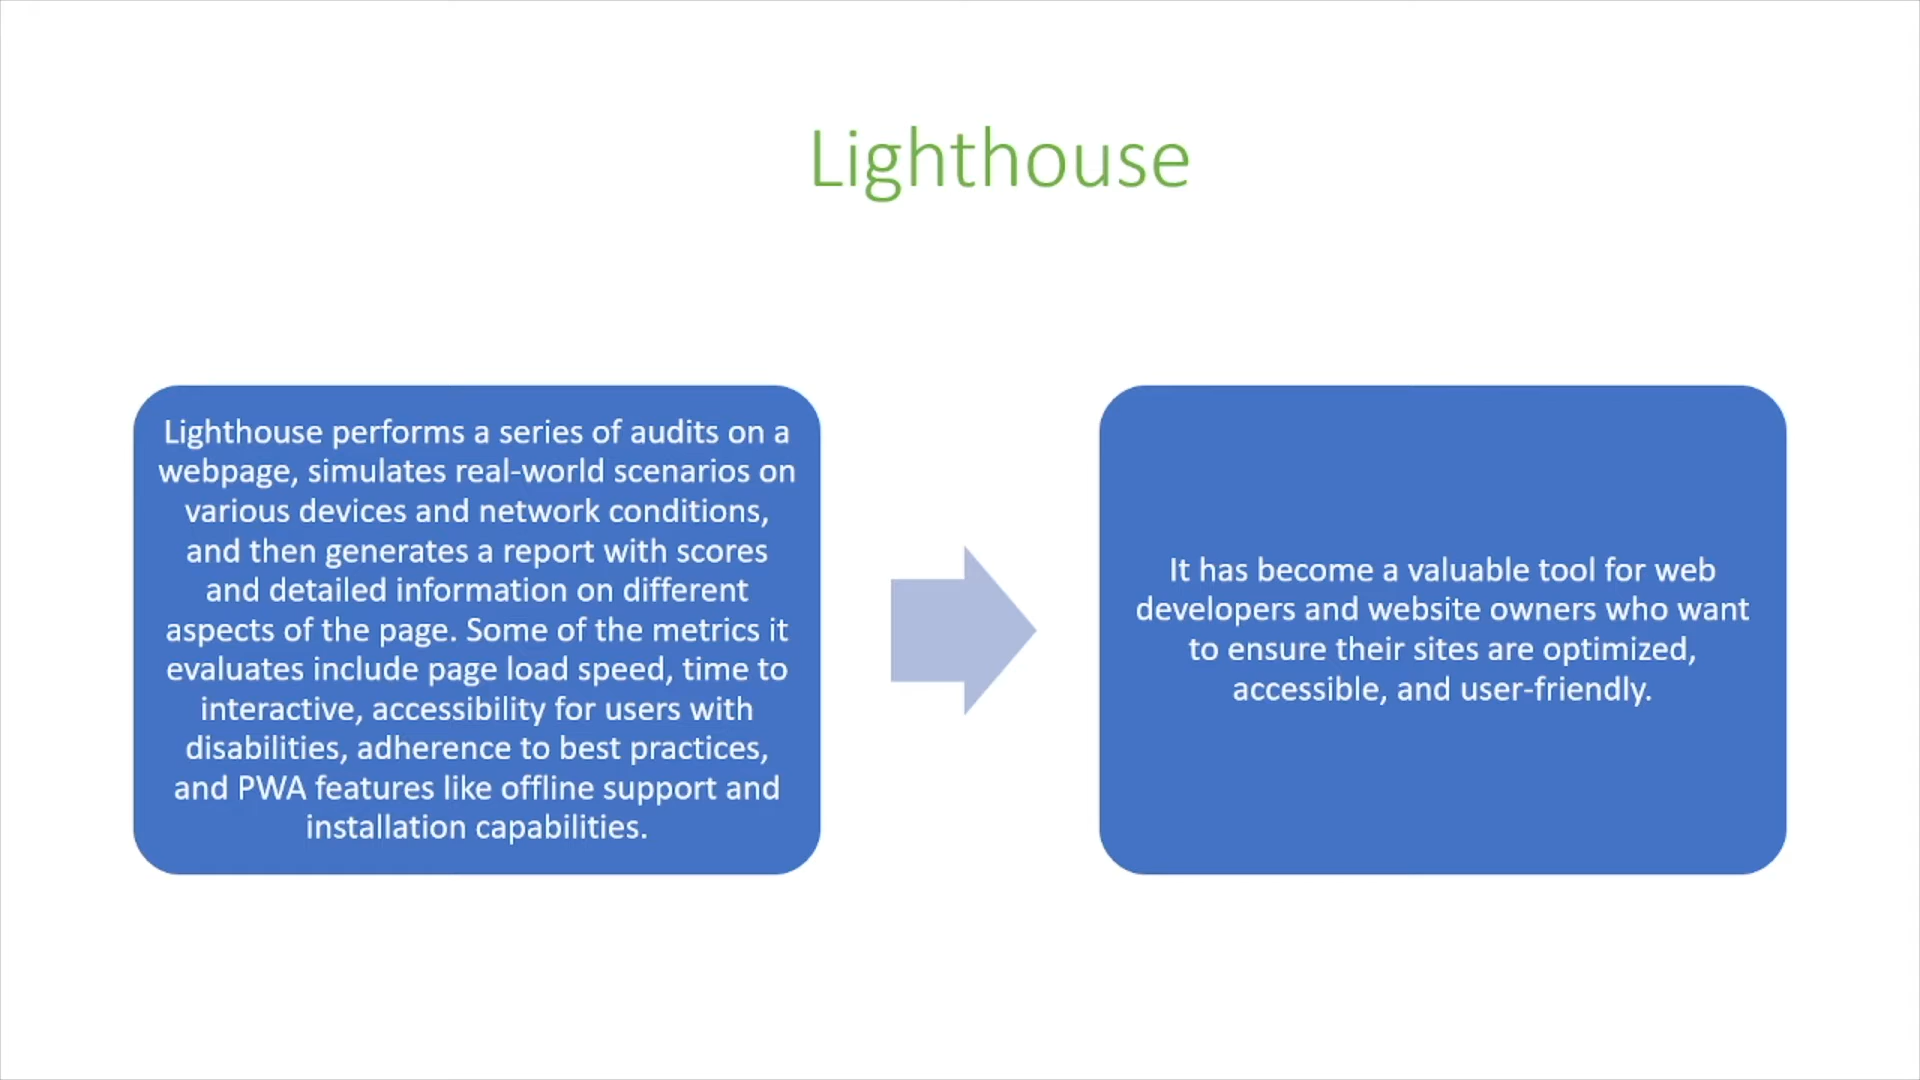 Lighthouse
Lighthouse performs a series of audits on a
webpage, simulates real-world scenarios on
various devices and network conditions,
and then generates a report with scores
and detailed information on different
aspects of the page. Some of the metrics it
evaluates include page load speed, time to
interactive, accessibility for users with
disabilities, adherence to best practices,
and PWA features like offline support and
installation capabilities.
It has become a valuable tool for web
developers and website owners who want
to ensure their sites are optimized,
accessible, and user-friendly.